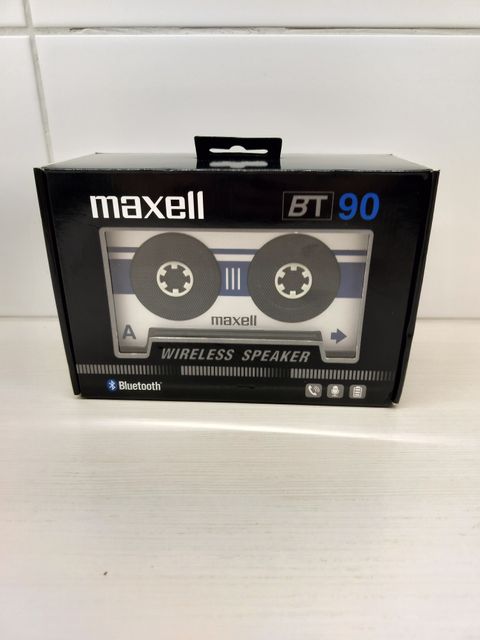 maxell
BT 90
maxell
A
WIRELESS SPEAKER
Bluetooth